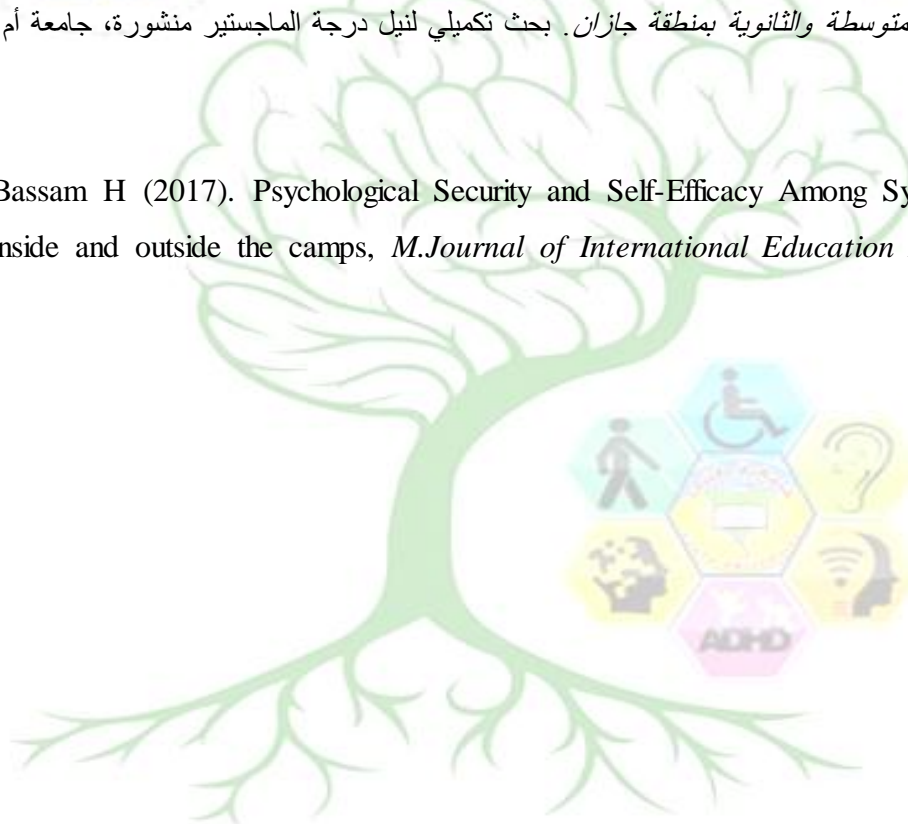 متوسطة والثانوية بمنطقة جازان. بحث تكميلي لنيل درجة الماجستير منشورة، جامعة أم
Bassam H (2017). Psychological Security and Self-Efficacy Among Sy
nside and outside the camps, M.Journal of International Education
ADHD